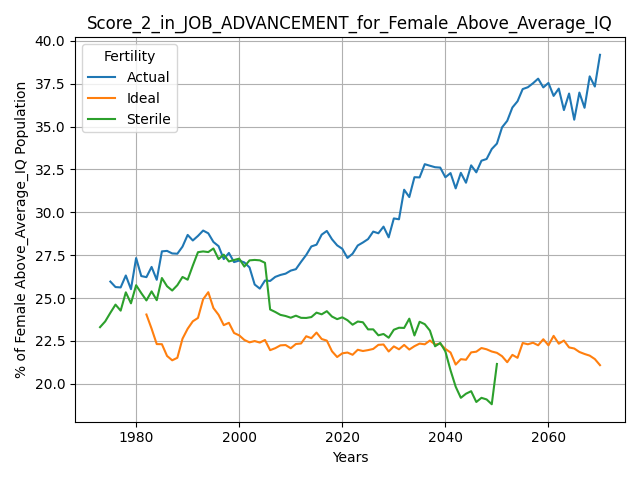 Score_2_in_JOB_ADVANCEMENT_for_Female_Above_Average_IQ
% of Female Above_Average_IQ Population
40.0
37.5
35.0
32.5
30.0
27.5
25.0
22.5
20.0
Fertility
Actual
Ideal
Sterile
1980
2000
2020
2040
2060
Years